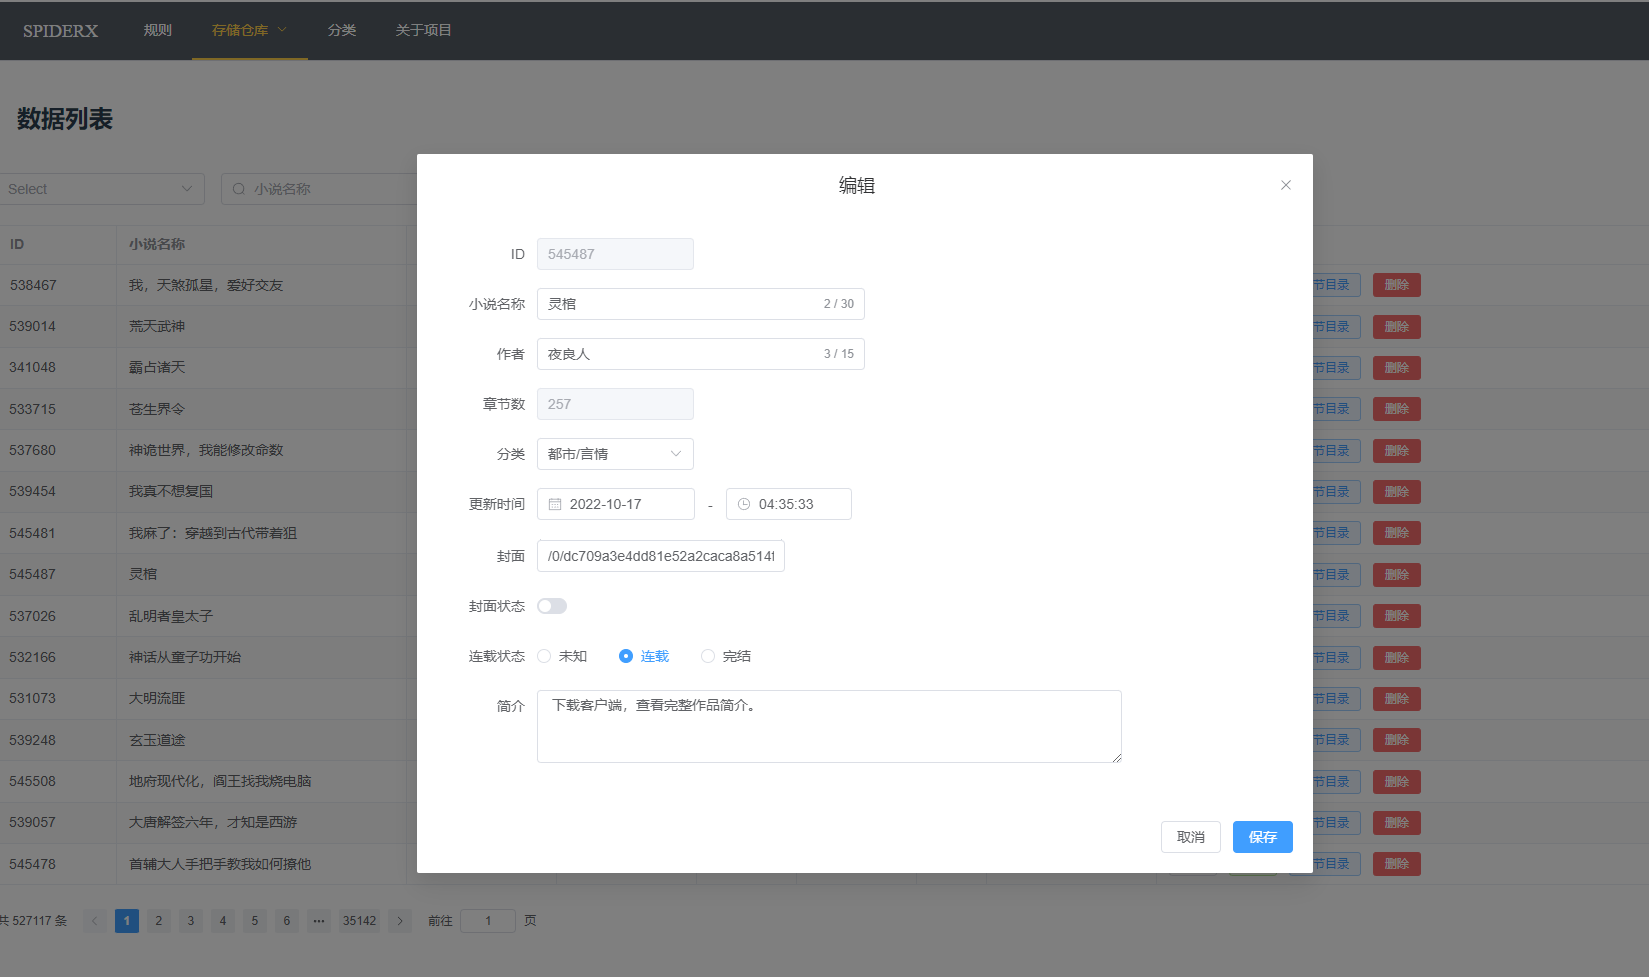 SPIDERX 规则 存储仓库 分类 关于项目
数据列表
Select 小说名称
编辑
ID 小说名称
538467 我，天煞孤星，爱好交友 节目录 删除
539014 荒天武神 节目录 删除
341048 霸占诸天 节目录 删除
533715 苍生界令 节目录 删除
537680 神诡世界，我能修改命数 节目录 删除
539454 我真不想复国 节目录 删除
545481 我麻了：穿越到古代带着狙 节目录 删除
545487 灵棺 节目录 删除
537026 乱明者皇太子 节目录 删除
532166 神话从童子功开始 节目录 删除
531073 大明流匪 节目录 删除
539248 玄玉道途 节目录 删除
545508 地府现代化，阎王找我烧电脑 节目录 删除
539057 大唐解签六年，才知是西游 节目录 删除
545478 首辅大人手把手教我如何撩他 节目录 删除
ID 545487
小说名称 灵棺 2 / 30
作者 夜良人 3 / 15
章节数 257
分类 都市/言情
更新时间 2022-10-17 - 04:35:33
封面 /0/dc709a3e4dd81e52a2caca8a514f
封面状态
连载状态 未知 连载 完结
简介 下载客户端，查看完整作品简介。
取消 保存
共 527117 条 1 2 3 4 5 6 ··· 35142 前往 1 页